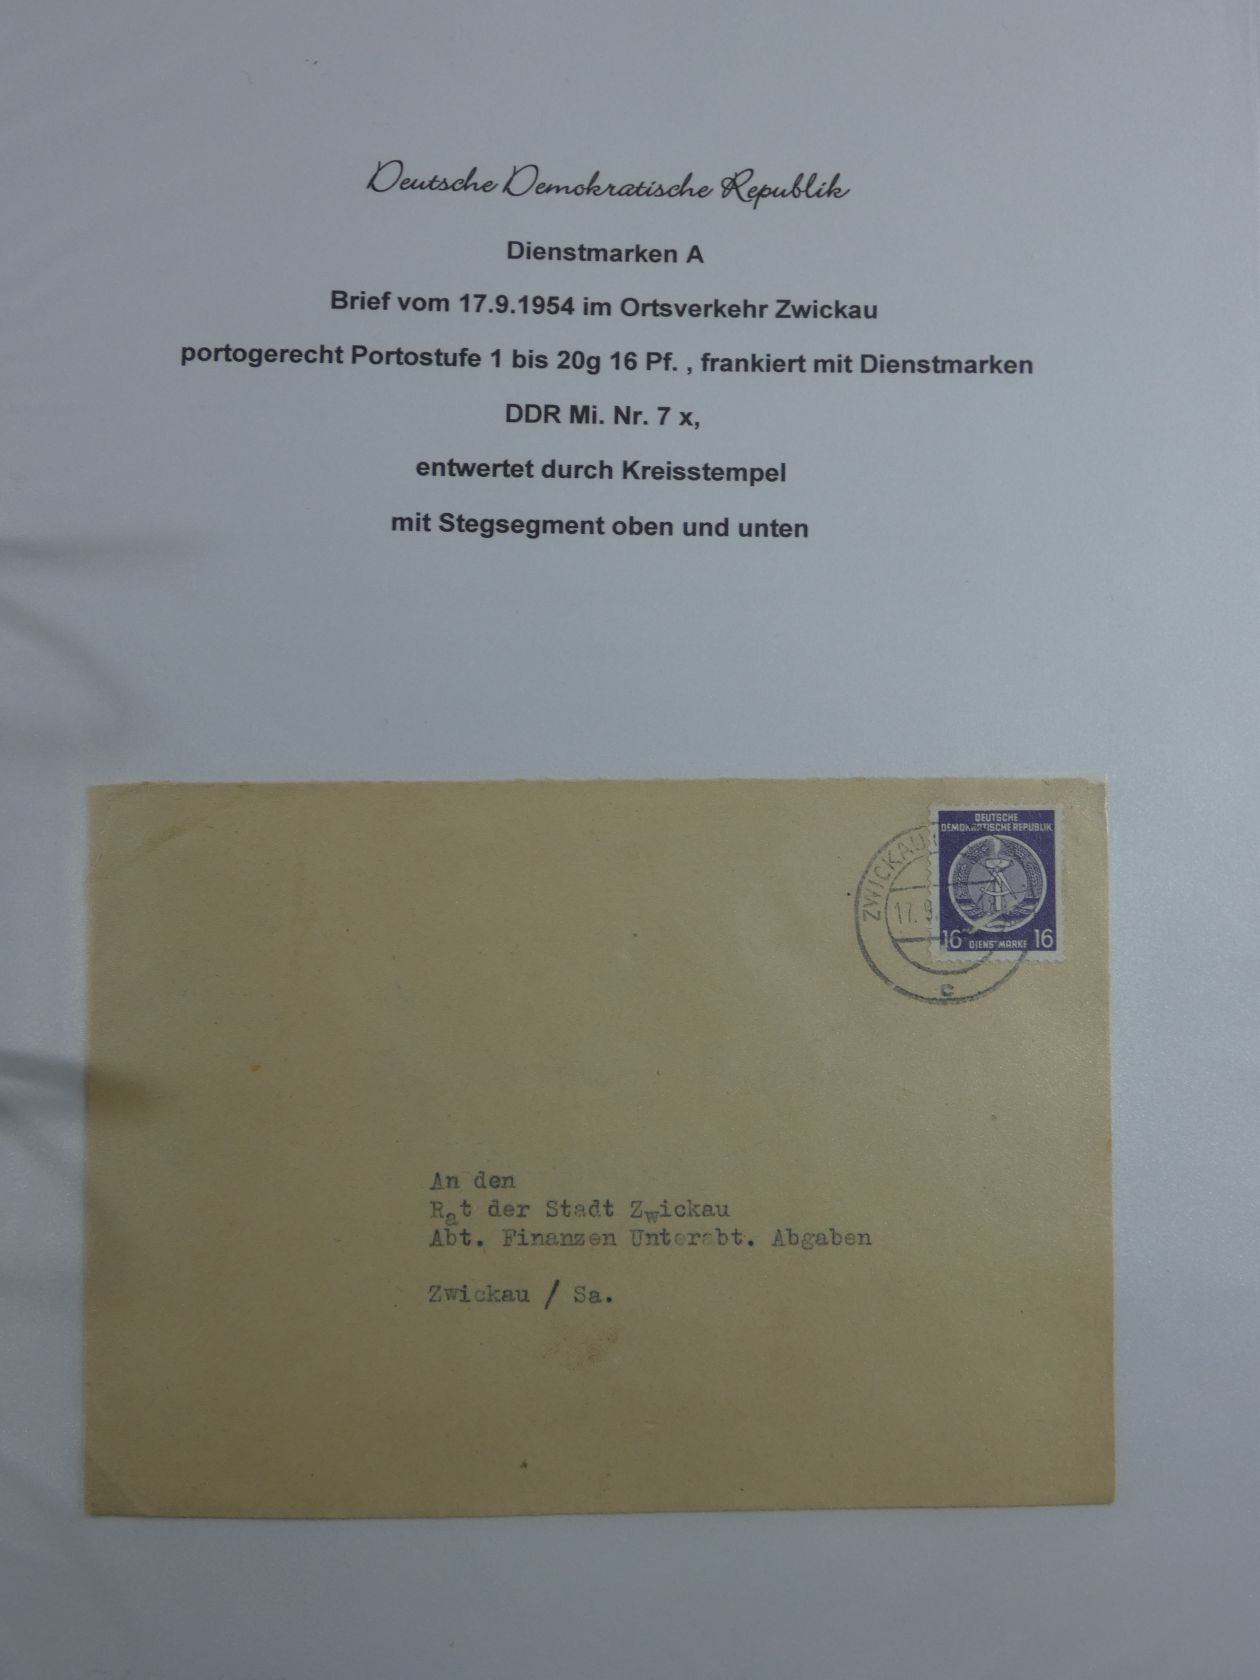 Deutsche Demokratische Republik
Dienstmarken A
Brief vom 17.9.1954 im Ortsverkehr Zwickau
portogerecht Portostufe 1 bis 20g 16 Pf. , frankiert mit Dienstmarken
DDR Mi. Nr. 7 x,
entwertet durch Kreisstempel
mit Stegsegment oben und unten
DEUTSCHE
DEMOKRATISCHE REPUBLIK
ZWICKAU
17. 9.
16 DIENSTMARKE 16
c
An den
Rat der Stadt Zwickau
Abt. Finanzen Unterabt. Abgaben
Zwickau / Sa.